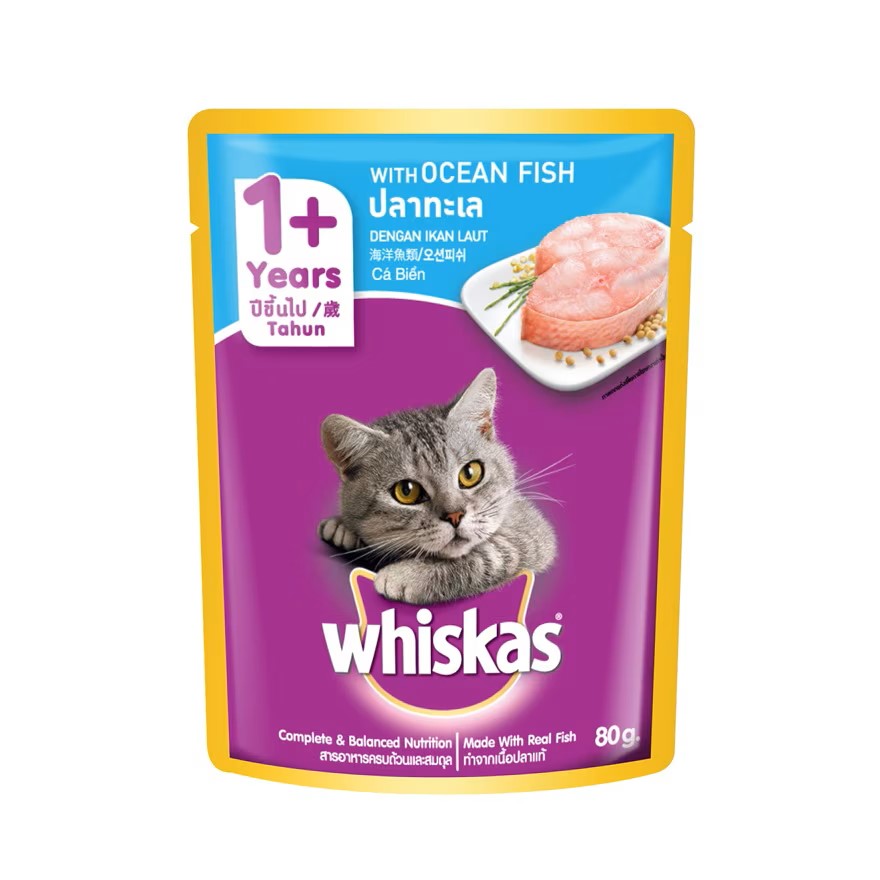 1+
Years
ปีขึ้นไป /歲
Tahun
WITH OCEAN FISH
ปลาทะเล
DENGAN IKAN LAUT
海洋魚類/오션피쉬
Cá Biển
whiskas®
Complete & Balanced Nutrition | Made With Real Fish
สารอาหารครบถ้วนและสมดุล | ทำจากเนื้อปลาแท้
80g.